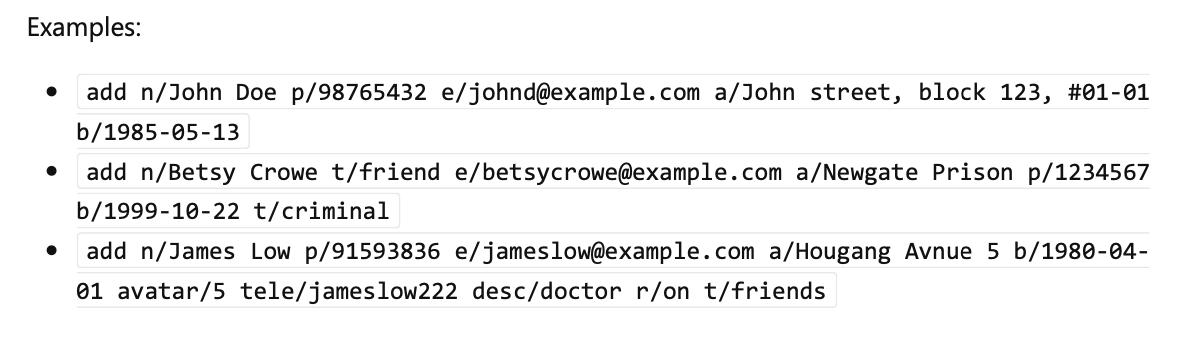 Examples:
add n/John Doe p/98765432 e/johnd@example.com a/John street, block 123, #01-01
b/1985-05-13
add n/Betsy Crowe t/friend e/betsycrowe@example.com a/Newgate Prison p/1234567
b/1999-10-22 t/criminal
add n/James Low p/91593836 e/jameslow@example.com a/Hougang Avnue 5 b/1980-04-
01 avatar/5 tele/jameslow222 desc/doctor r/on t/friends